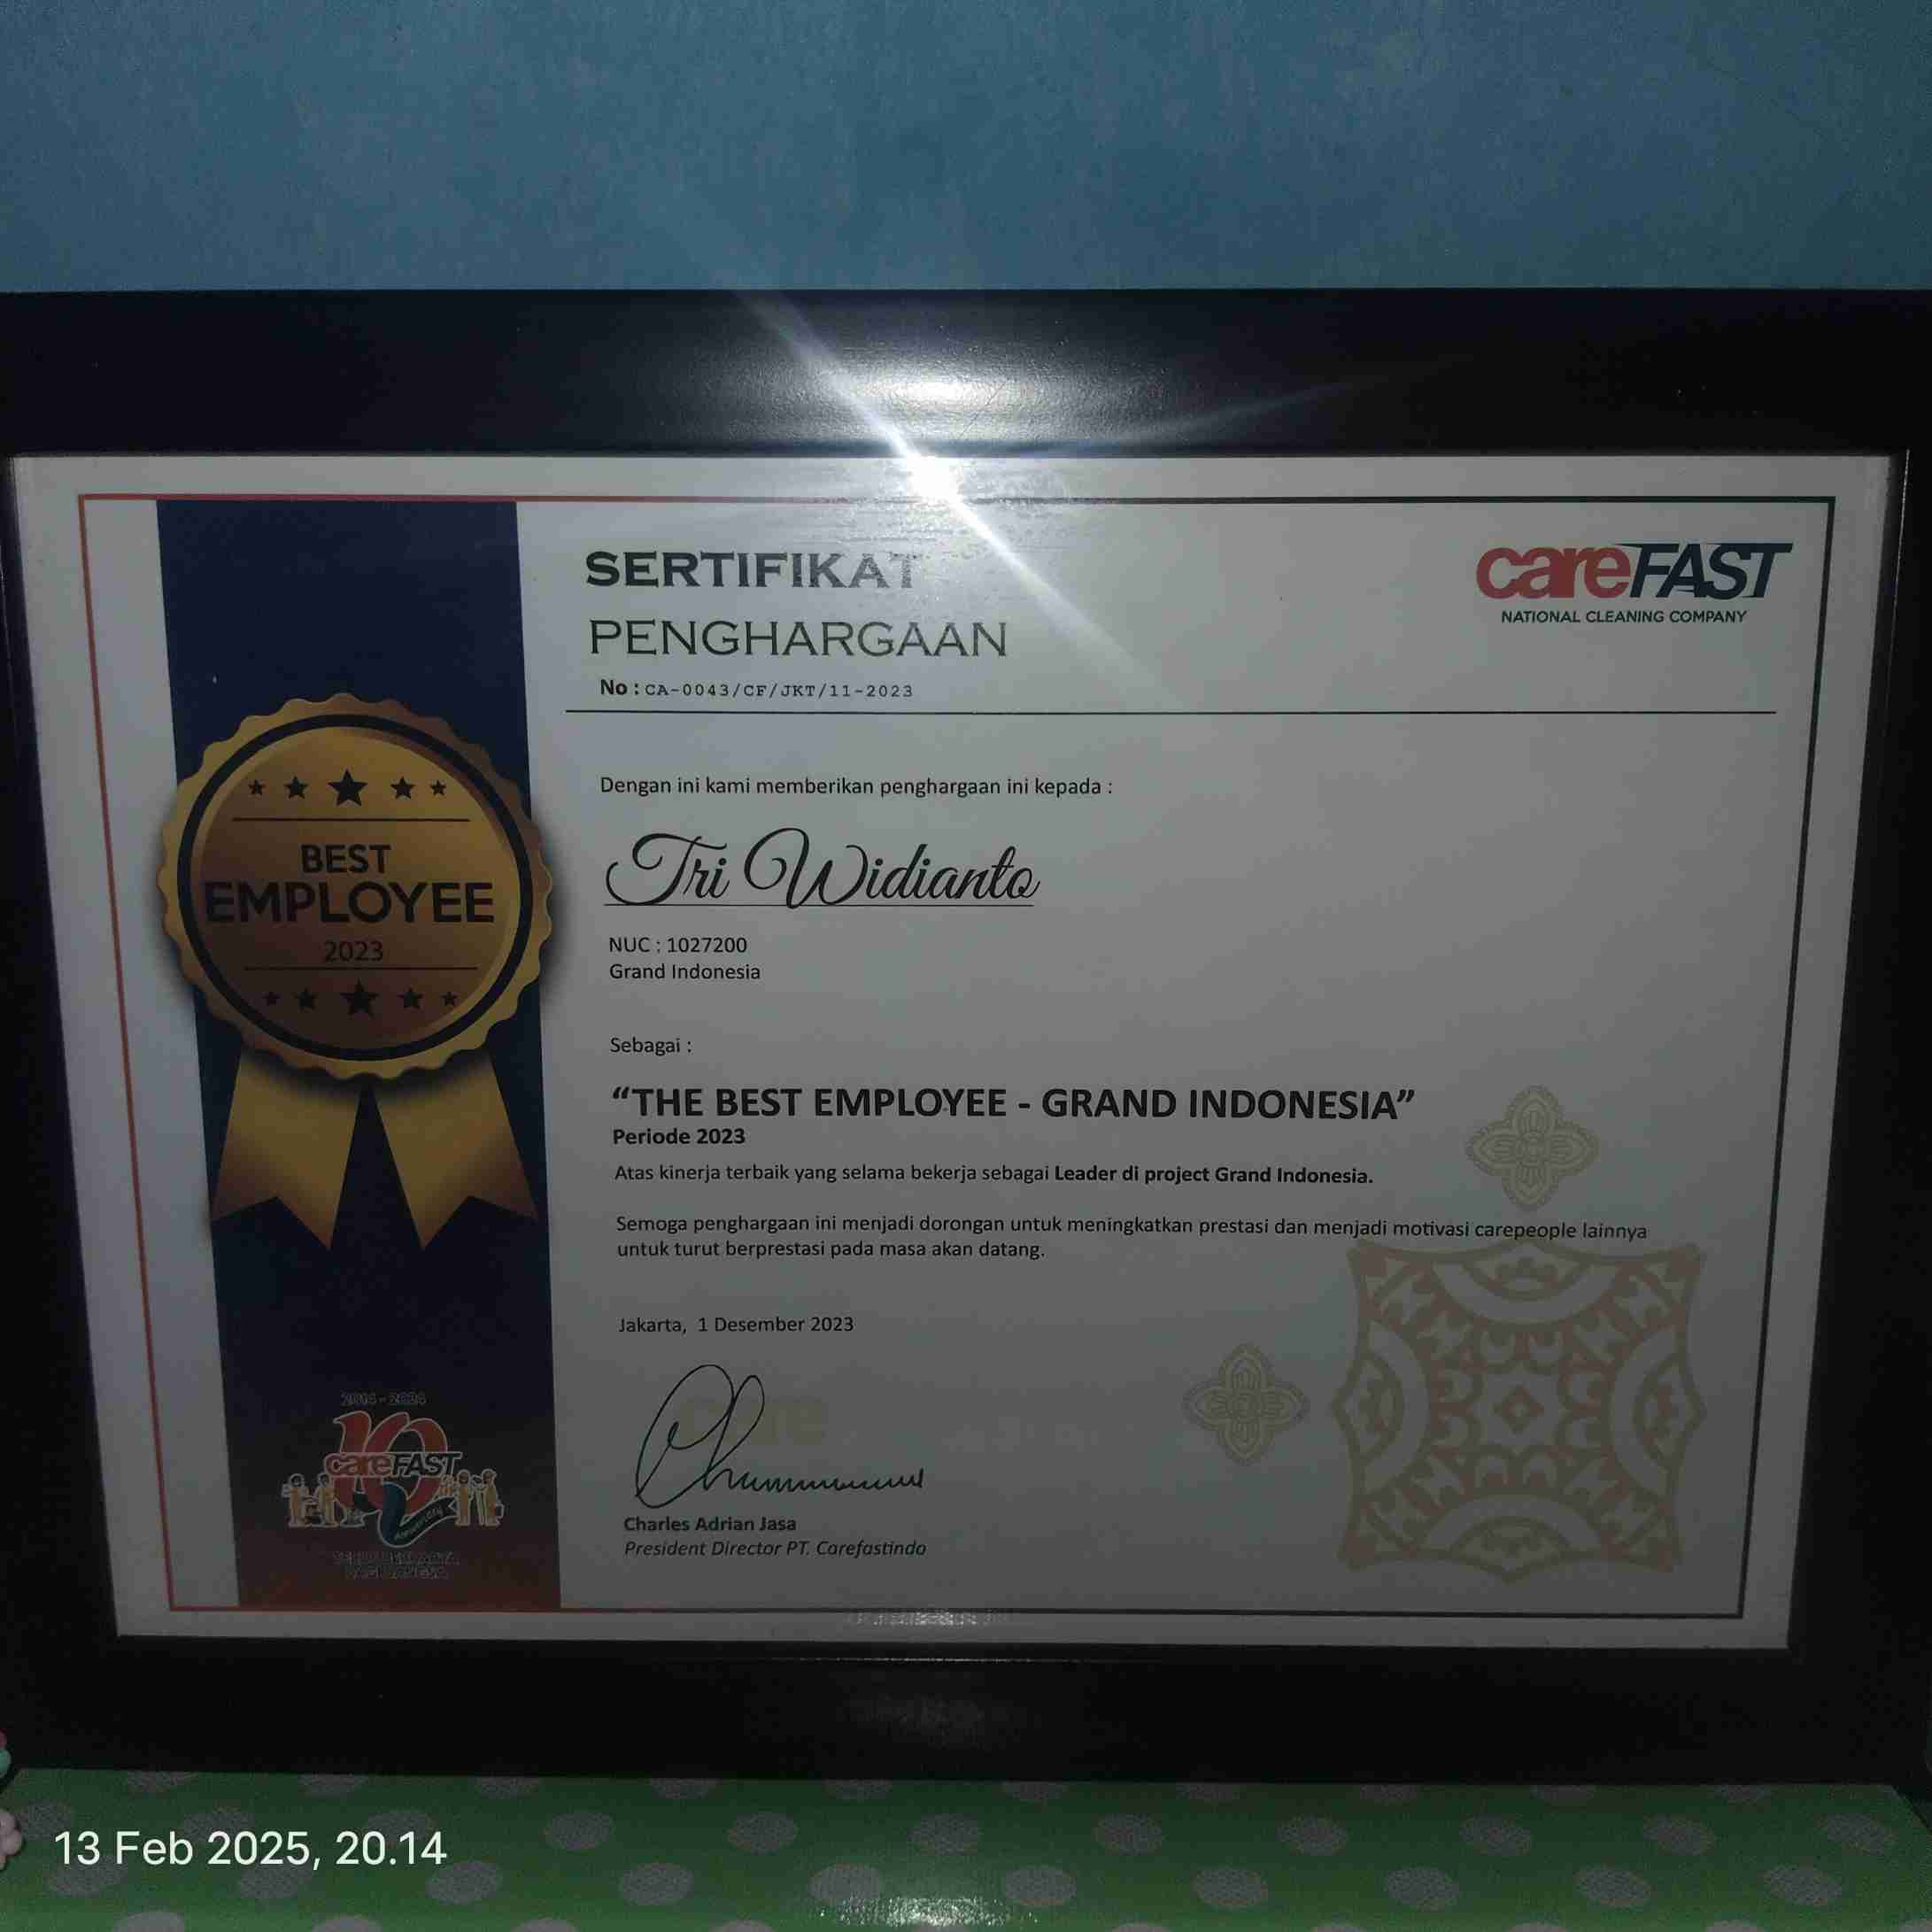 SERTIFIKAT
PENGHARGAAN
No : CA-0043/CF/JKT/11-2023
careFAST
NATIONAL CLEANING COMPANY
BEST
EMPLOYEE
2023
Dengan ini kami memberikan penghargaan ini kepada :
Tri Widianto
NUC : 1027200
Grand Indonesia
Sebagai :
“THE BEST EMPLOYEE - GRAND INDONESIA”
Periode 2023
Atas kinerja terbaik yang selama bekerja sebagai Leader di project Grand Indonesia.
Semoga penghargaan ini menjadi dorongan untuk meningkatkan prestasi dan menjadi motivasi carepeople lainnya
untuk turut berprestasi pada masa akan datang.
Jakarta, 1 Desember 2023
Charles Adrian Jasa
President Director PT. Carefastindo
2014 - 2024
10
careFAST
Anniversary
13 Feb 2025, 20.14